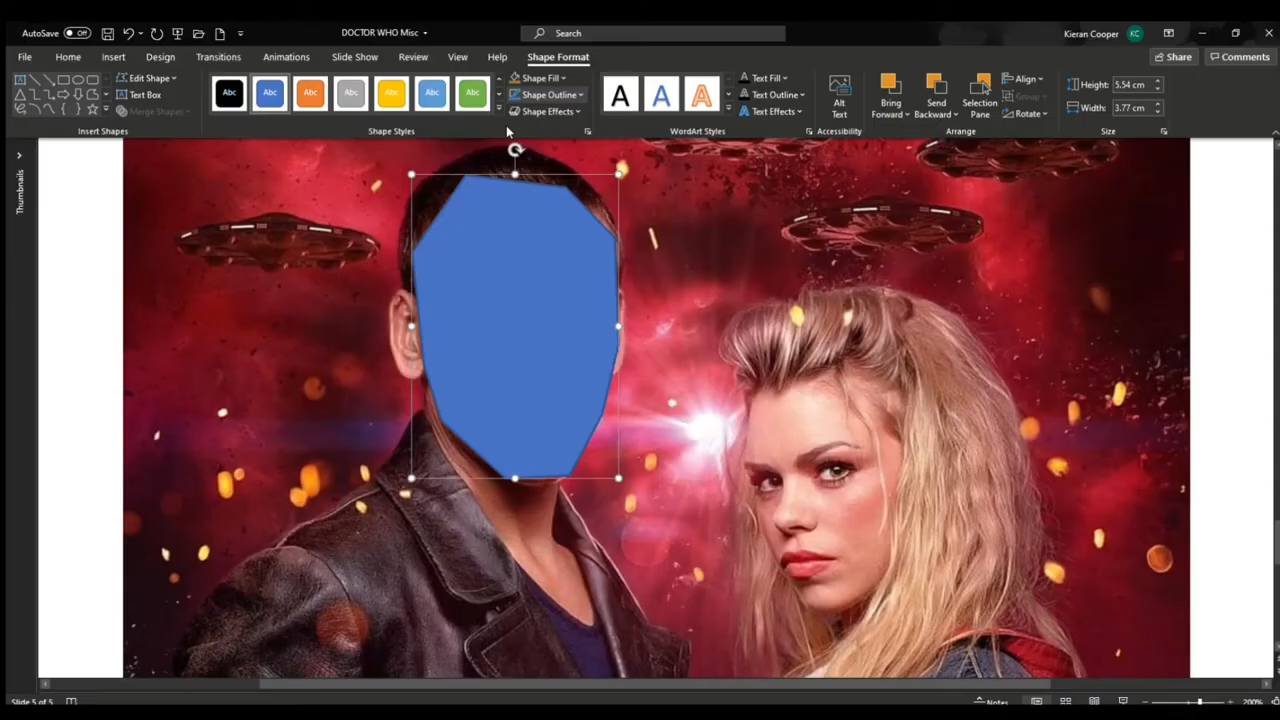 AutoSave Off DOCTOR WHO Misc Search Kieran Cooper KC
File Home Insert Design Transitions Animations Slide Show Review View Help Shape Format Share Comments
Edit Shape
Text Box
Merge Shapes
Insert Shapes
Abc Abc Abc Abc Abc Abc Abc
Shape Fill
Shape Outline
Shape Effects
Shape Styles
A A A
Text Fill
Text Outline
Text Effects
WordArt Styles
Alt
Text
Accessibility
Bring
Forward
Send
Backward
Selection
Pane
Align
Group
Rotate
Arrange
Height: 5.54 cm
Width: 3.77 cm
Size
Thumbnails
Slide 5 of 5 Notes 200%